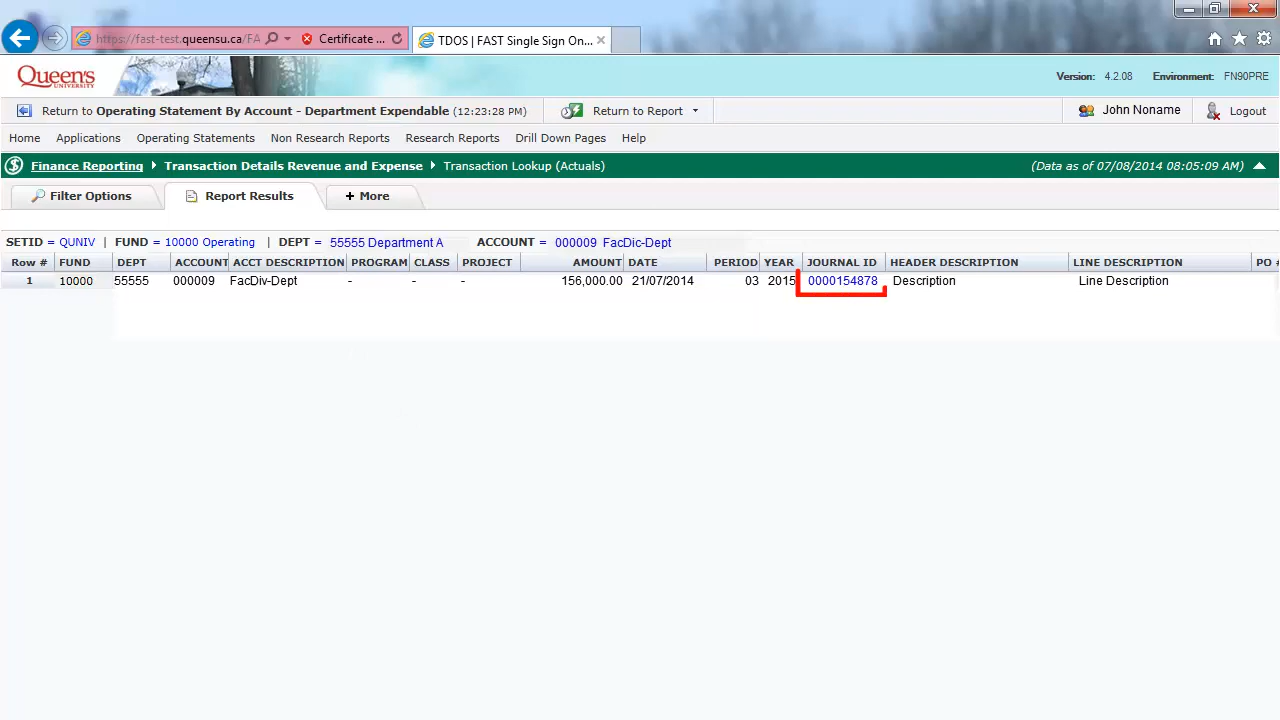 https://fast-test.queensu.ca/FA Certificate ... TDOS | FAST Single Sign On...
Queen's
UNIVERSITY
Version: 4.2.08 Environment: FN90PRE
Return to Operating Statement By Account - Department Expendable (12:23:28 PM) Return to Report John Noname Logout
Home Applications Operating Statements Non Research Reports Research Reports Drill Down Pages Help
Finance Reporting Transaction Details Revenue and Expense Transaction Lookup (Actuals) (Data as of 07/08/2014 08:05:09 AM)
Filter Options Report Results + More
SETID = QUNIV | FUND = 10000 Operating | DEPT = 55555 Department A ACCOUNT = 000009 FacDic-Dept
Row # FUND DEPT ACCOUNT ACCT DESCRIPTION PROGRAM CLASS PROJECT AMOUNT DATE PERIOD YEAR JOURNAL ID HEADER DESCRIPTION LINE DESCRIPTION PO #
1 10000 55555 000009 FacDiv-Dept - - - 156,000.00 21/07/2014 03 2015 0000154878 Description Line Description